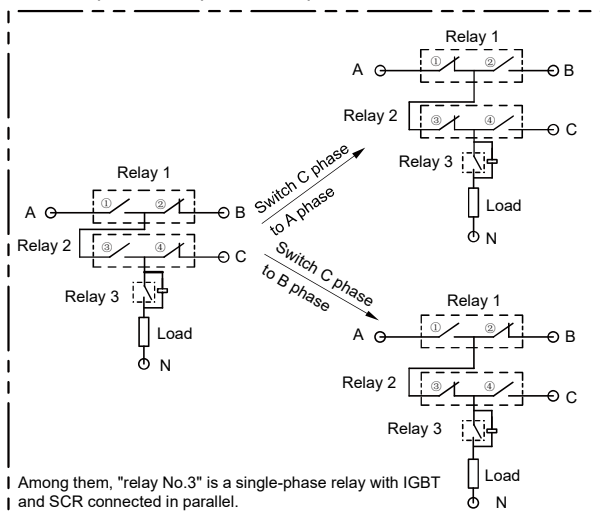 Relay 1
A ① ② B
Relay 2 ③ ④ C
Relay 3
Load
N
Switch C phase
to A phase
Switch C phase
to B phase
Relay 1
A ① ② B
Relay 2 ③ ④ C
Relay 3
Load
N
Relay 1
A ① ② B
Relay 2 ③ ④ C
Relay 3
Load
N
Among them, "relay No.3" is a single-phase relay with IGBT
and SCR connected in parallel.